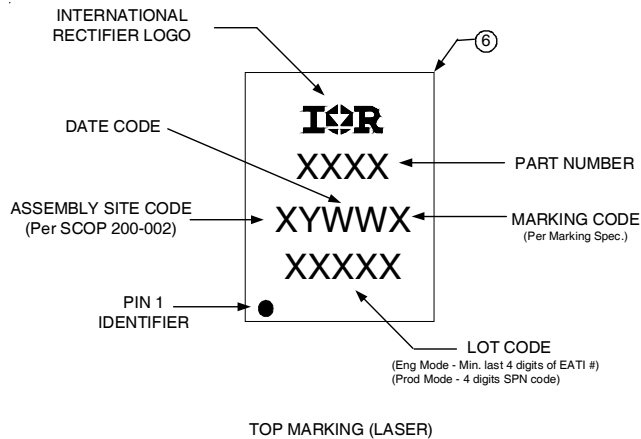 INTERNATIONAL
RECTIFIER LOGO
6
IOR
DATE CODE
XXXX
PART NUMBER
ASSEMBLY SITE CODE
(Per SCOP 200-002)
XYWWX
MARKING CODE
(Per Marking Spec.)
XXXXX
PIN 1
IDENTIFIER
LOT CODE
(Eng Mode - Min. last 4 digits of EATI #)
(Prod Mode - 4 digits SPN code)
TOP MARKING (LASER)